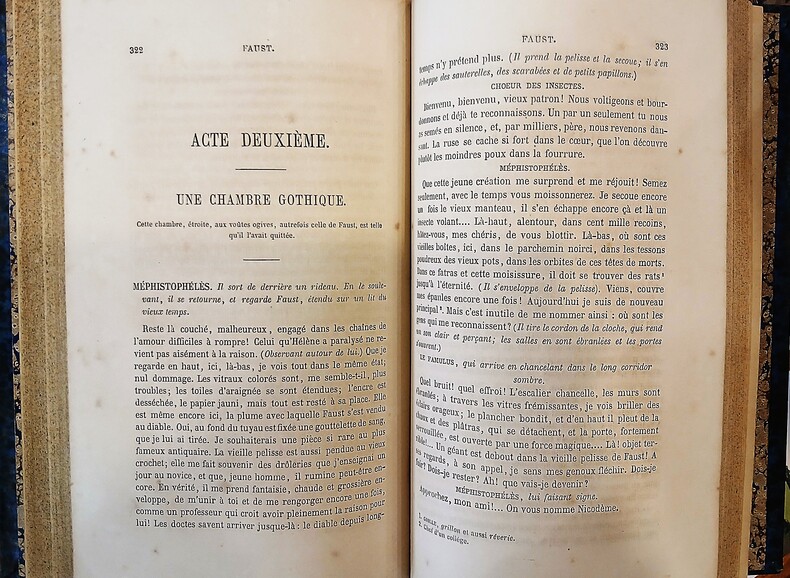 322
FAUST.
ACTE DEUXIÈME.
UNE CHAMBRE GOTHIQUE.
Cette chambre, étroite, aux voûtes ogives, autrefois celle de Faust, est telle
qu'il l'avait quittée.
MÉPHISTOPHÉLÈS. Il sort de derrière un rideau. En le soule-
vant, il se retourne, et regarde Faust, étendu sur un lit du
vieux temps.
Reste là couché, malheureux, engagé dans les chaînes de
l'amour difficiles à rompre! Celui qu'Hélène a paralysé ne re-
vient pas aisément à la raison. (Observant autour de lui.) Que je
regarde en haut, ici, là-bas, je vois tout dans le même état;
nul dommage. Les vitraux colorés sont, me semble-t-il, plus
troubles; les toiles d'araignée se sont étendues; l'encre est
desséchée, le papier jauni, mais tout est resté à sa place. Elle
est même encore ici, la plume avec laquelle Faust s'est vendu
au diable. Oui, au fond du tuyau est fixée une gouttelette de sang,
que je lui ai tirée. Je souhaiterais une pièce si rare au plus
fameux antiquaire. La vieille pelisse est aussi pendue au vieux
crochet; elle me fait souvenir des drôleries que j'enseignai un
jour au novice, et que, jeune homme, il rumine peut-être en-
core. En vérité, il me prend fantaisie, chaude et grossière en-
veloppe, de m'unir à toi et de me rengorger encore une fois,
comme un professeur qui croit avoir pleinement la raison pour
lui! Les doctes savent arriver jusque-là: le diable depuis long-
FAUST.
323
temps n'y prétend plus. (Il prend la pelisse et la secoue; il s'en
échappe des sauterelles, des scarabées et de petits papillons.)
CHOEUR DES INSECTES.
Bienvenu, bienvenu, vieux patron! Nous voltigeons et bour-
donnons et déjà te reconnaissons. Un par un seulement tu nous
as semés en silence, et, par milliers, père, nous revenons dan-
sant. La ruse se cache si fort dans le cœur, que l'on découvre
plutôt les moindres poux dans la fourrure.
MÉPHISTOPHÉLÈS.
Que cette jeune création me surprend et me réjouit! Semez
seulement, avec le temps vous moissonnerez. Je secoue encore
un fois le vieux manteau, il s'en échappe encore çà et là un
insecte volant.... Là-haut, alentour, dans cent mille recoins,
hâtez-vous, mes chéris, de vous blottir. Là-bas, où sont ces
vieilles boîtes, ici, dans le parchemin noirci, dans les tessons
poudreux des vieux pots, dans les orbites de ces têtes de morts.
Dans ce fatras et cette moisissure, il doit se trouver des rats¹
jusqu'à l'éternité. (Il s'enveloppe de la pelisse). Viens, couvre
mes épaules encore une fois! Aujourd'hui je suis de nouveau
principal². Mais c'est inutile de me nommer ainsi: où sont les
gens qui me reconnaissent? (Il tire le cordon de la cloche, qui rend
un son clair et perçant; les salles en sont ébranlées et les portes
s'ouvrent.)
LE FAMULUS, qui arrive en chancelant dans le long corridor
sombre.
Quel bruit! quel effroi! L'escalier chancelle, les murs sont
ébranlés; à travers les vitres frémissantes, je vois briller des
éclairs orageux; le plancher bondit, et d'en haut il pleut de la
chaux et des plâtras, qui se détachent, et la porte, fortement
verrouillée, est ouverte par une force magique.... Là! objet ter-
rible!... Un géant est debout dans la vieille pelisse de Faust! A
ses regards, à son appel, je sens mes genoux fléchir. Dois-je
fuir? Dois-je rester? Ah! que vais-je devenir?
MÉPHISTOPHÉLÈS, lui faisant signe.
Approchez, mon ami!... On vous nomme Nicodème.
1. grillon et aussi rêverie.
2. Chef d'un collège.